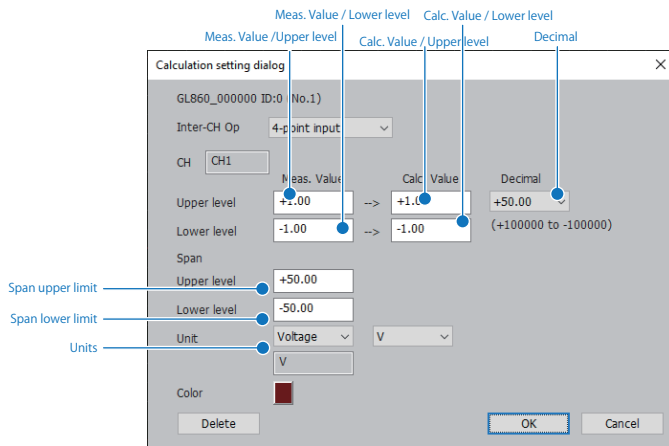 Meas. Value / Lower level Calc. Value / Lower level
Meas. Value /Upper level Calc. Value / Upper level Decimal
Calculation setting dialog
GL860_000000 ID:0 (No.1)
Inter-CH Op 4-point input
CH CH1
Meas. Value Calc. Value Decimal
Upper level +1.00 --> +1.00 +50.00
Lower level -1.00 --> -1.00 (+100000 to -100000)
Span
Upper level +50.00
Span upper limit
Lower level -50.00
Span lower limit
Unit Voltage V
Units
V
Color
Delete OK Cancel